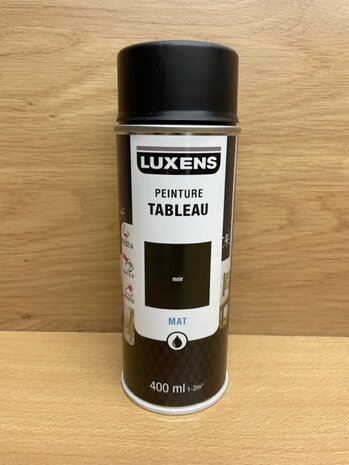 LUXENS
PEINTURE
TABLEAU
noir
MAT
400 ml 1-2m²